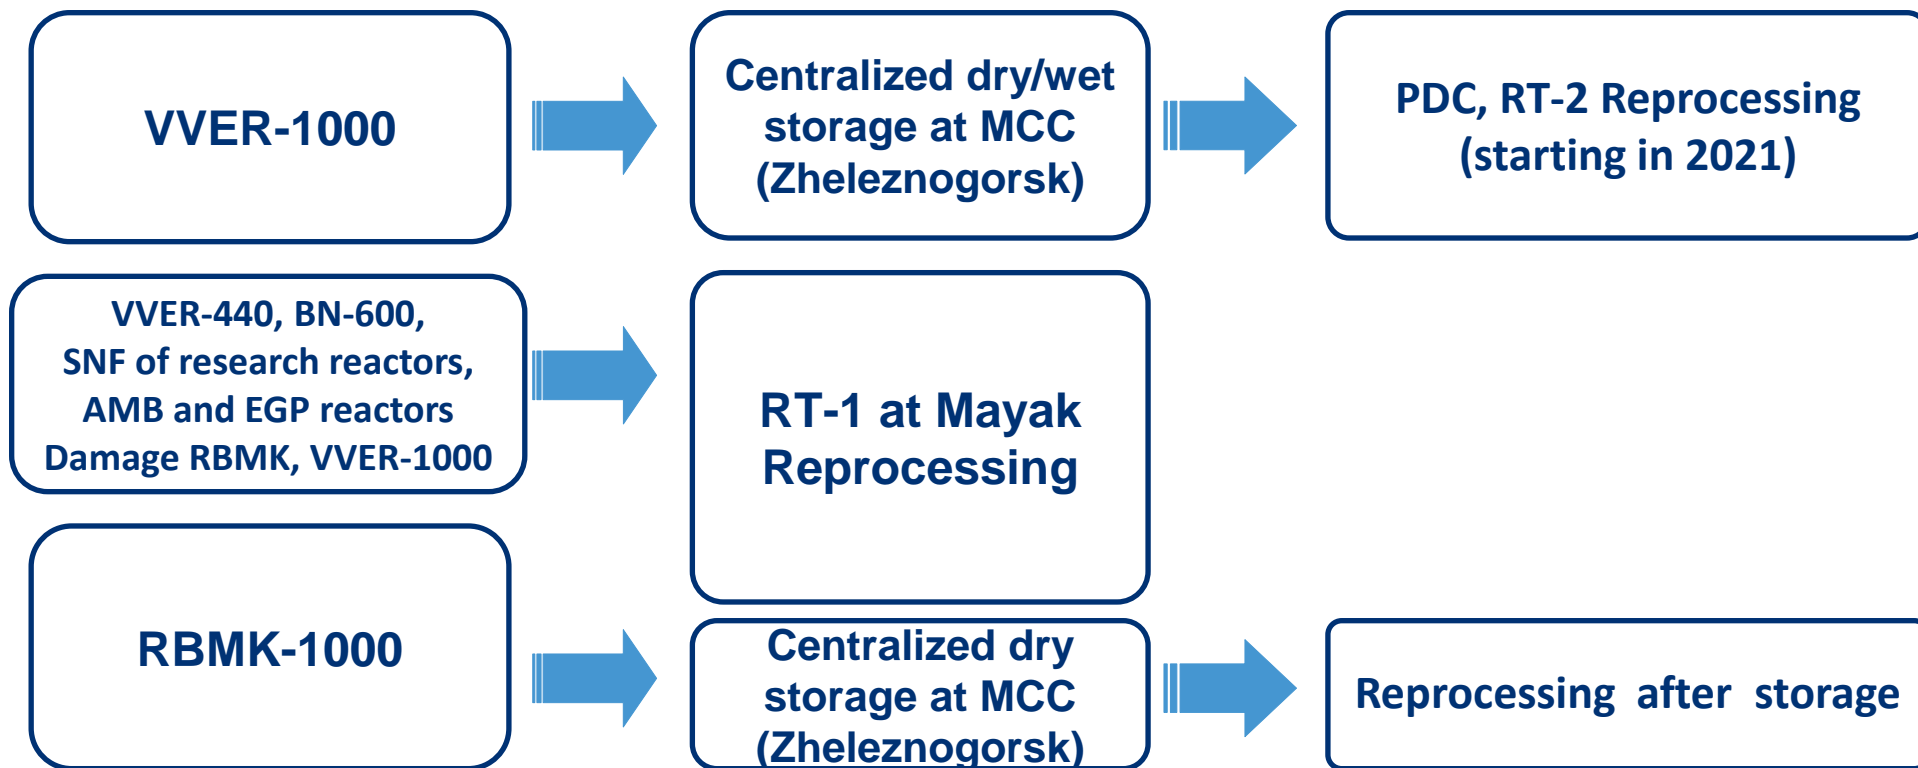 VVER-1000
Centralized dry/wet
storage at MCC
(Zheleznogorsk)
PDC, RT-2 Reprocessing
(starting in 2021)
VVER-440, BN-600,
SNF of research reactors,
AMB and EGP reactors
Damage RBMK, VVER-1000
RT-1 at Mayak
Reprocessing
RBMK-1000
Centralized dry
storage at MCC
(Zheleznogorsk)
Reprocessing after storage